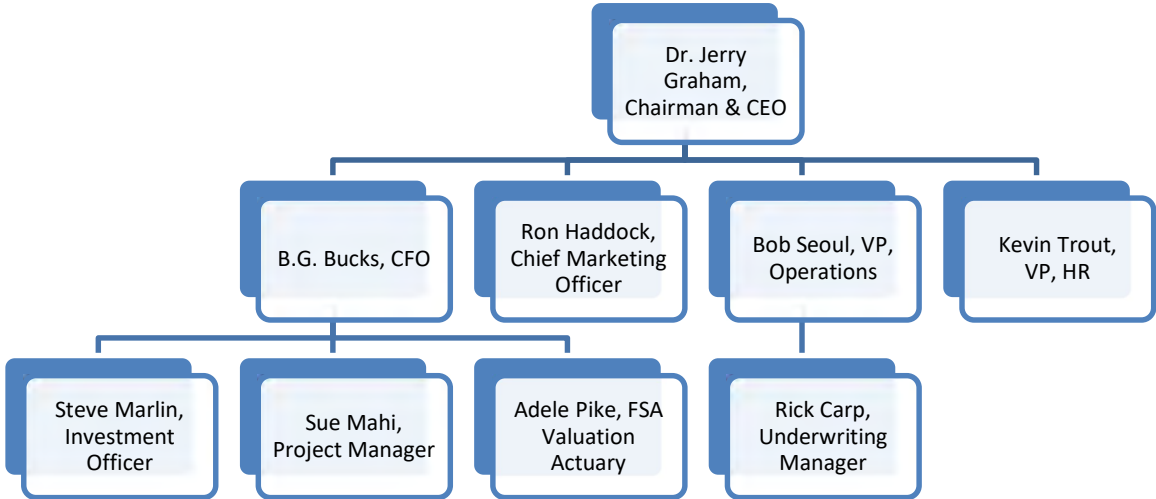 Dr. Jerry
Graham,
Chairman & CEO
B.G. Bucks, CFO
Ron Haddock,
Chief Marketing
Officer
Bob Seoul, VP,
Operations
Kevin Trout,
VP, HR
Steve Marlin,
Investment
Officer
Sue Mahi,
Project Manager
Adele Pike, FSA
Valuation
Actuary
Rick Carp,
Underwriting
Manager